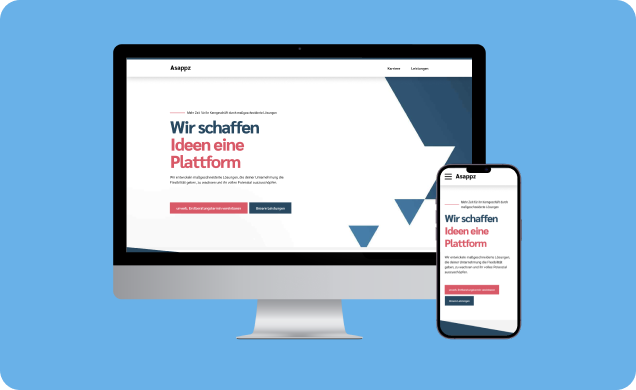 Asappz
Karriere Leistungen
Mehr Zeit für Ihr Kerngeschäft durch maßgeschneiderte Lösungen
Wir schaffen
Ideen eine
Plattform
Wir entwickeln maßgeschneiderte Lösungen, die deiner Unternehmung die
Flexibilität geben, zu wachsen und ihr volles Potenzial auszuschöpfen.
Unsere Leistungen
Asappz
Mehr Zeit für Ihr Kerngeschäft durch
maßgeschneiderte Lösungen
Wir schaffen
Ideen eine
Plattform
Wir entwickeln maßgeschneiderte Lösungen,
die deiner Unternehmung die Flexibilität
geben, zu wachsen und ihr volles Potenzial
auszuschöpfen.
Unsere Leistungen